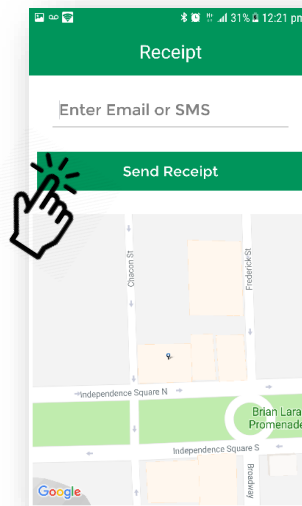 31% 12:21 pm
Receipt
Enter Email or SMS
Send Receipt
Chacon St
Frederick St
Independence Square N
Brian Lara
Promenade
Independence Square S
Broadway
Google